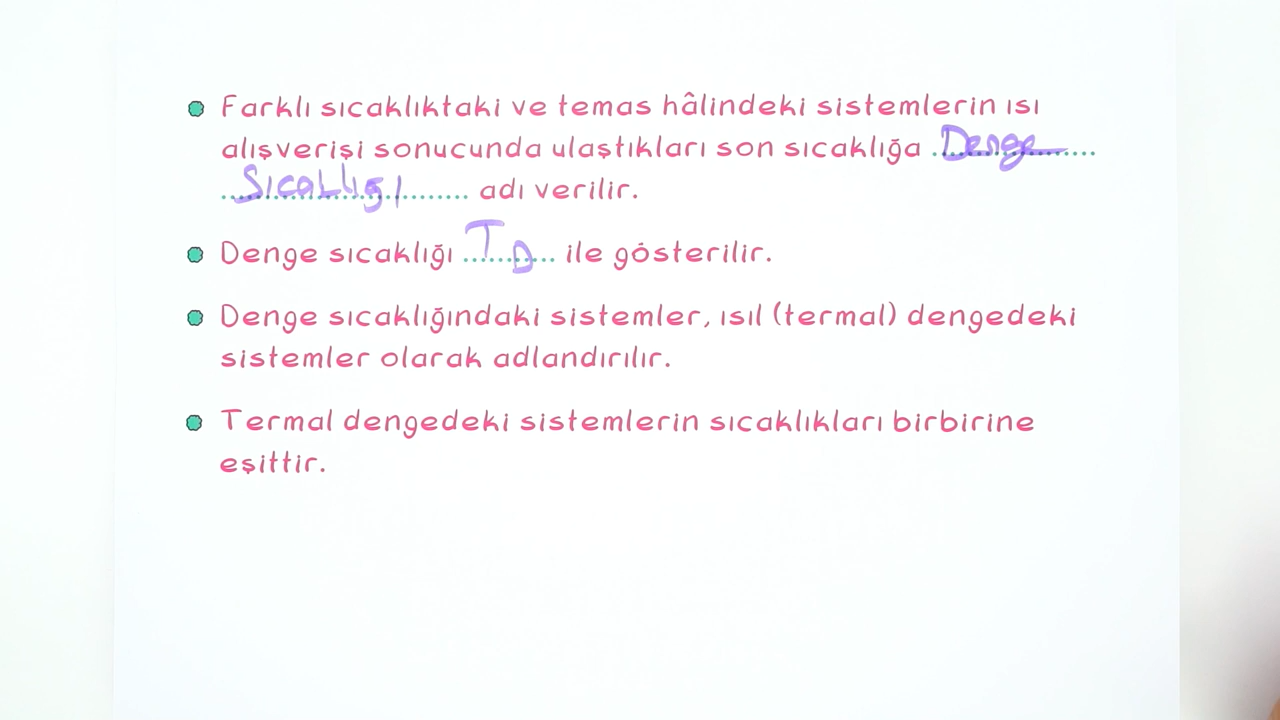 Farklı sıcaklıktaki ve temas hâlindeki sistemlerin ısı
alışverişi sonucunda ulaştıkları son sıcaklığa ..Denge....
..Sıcaklığı........ adı verilir.
Denge sıcaklığı ..TD.. ile gösterilir.
Denge sıcaklığındaki sistemler, ısıl (termal) dengedeki
sistemler olarak adlandırılır.
Termal dengedeki sistemlerin sıcaklıkları birbirine
eşittir.